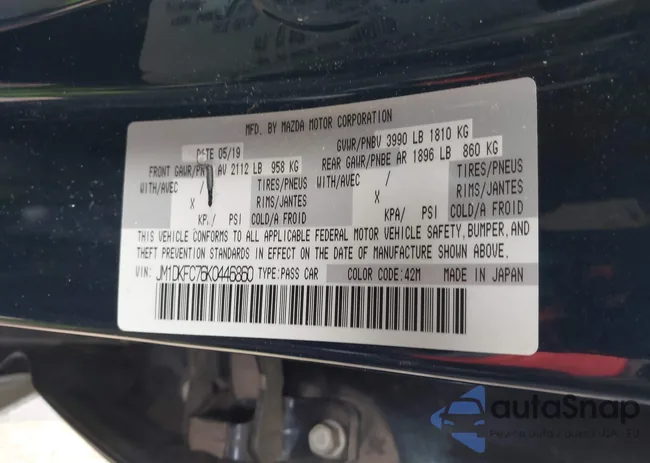 MFD. BY MAZDA MOTOR CORPORATION
DATE 05/19
GVWR/PNBV 3990 LB 1810 KG
FRONT GAWR/PNBE AV 2112 LB 958 KG
REAR GAWR/PNBE AR 1896 LB 860 KG
WITH/AVEC / TIRES/PNEUS
X RIMS/JANTES
KP / PSI COLD/A FROID
WITH/AVEC / TIRES/PNEUS
X RIMS/JANTES
KPA/ PSI COLD/A FROID
THIS VEHICLE CONFORMS TO ALL APPLICABLE FEDERAL MOTOR VEHICLE SAFETY, BUMPER, AND
THEFT PREVENTION STANDARDS IN EFFECT ON THE DATE OF MANUFACTURE SHOWN ABOVE.
VIN: JM1DKFC76K0446860 TYPE: PASS CAR COLOR CODE: 42M MADE IN JAPAN
autoSnap